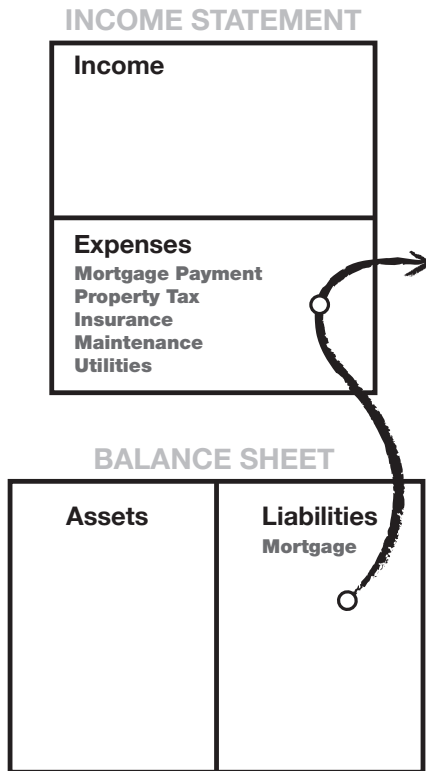 INCOME STATEMENT
Income
Expenses
Mortgage Payment
Property Tax
Insurance
Maintenance
Utilities
BALANCE SHEET
Assets
Liabilities
Mortgage